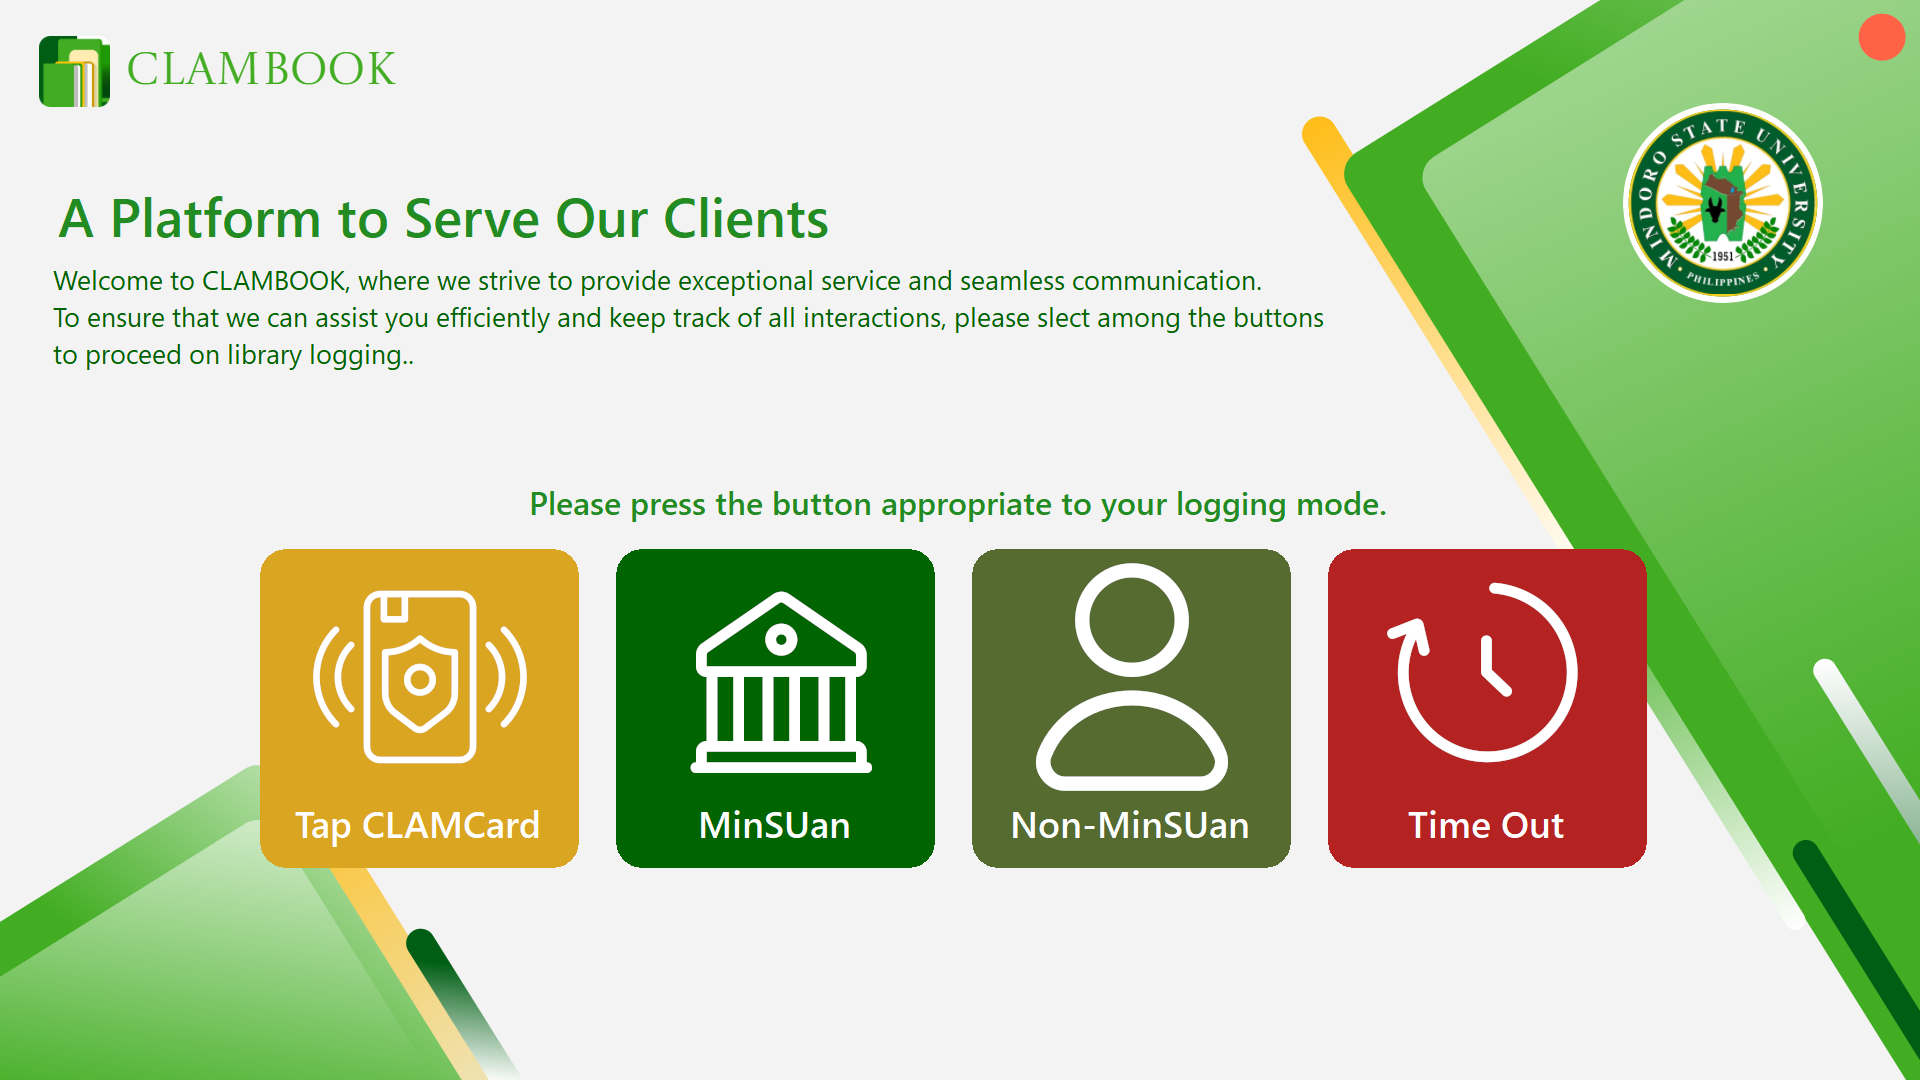 CLAMBOOK
MINDORO STATE UNIVERSITY
1951
• PHILIPPINES •
A Platform to Serve Our Clients
Welcome to CLAMBOOK, where we strive to provide exceptional service and seamless communication.
To ensure that we can assist you efficiently and keep track of all interactions, please slect among the buttons
to proceed on library logging..
Please press the button appropriate to your logging mode.
Tap CLAMCard
MinSUan
Non-MinSUan
Time Out